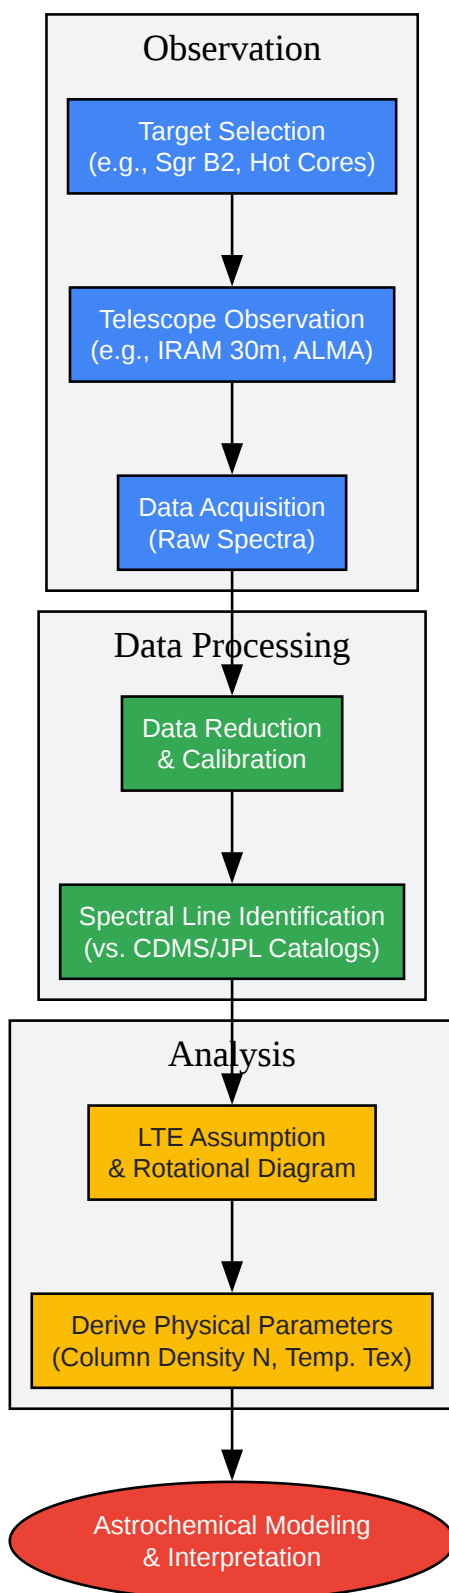 Observation
Target Selection
(e.g., Sgr B2, Hot Cores)
Telescope Observation
(e.g., IRAM 30m, ALMA)
Data Acquisition
(Raw Spectra)
Data Processing
Data Reduction
& Calibration
Spectral Line Identification
(vs. CDMS/JPL Catalogs)
Analysis
LTE Assumption
& Rotational Diagram
Derive Physical Parameters
(Column Density N, Temp. Tex)
Astrochemical Modeling
& Interpretation